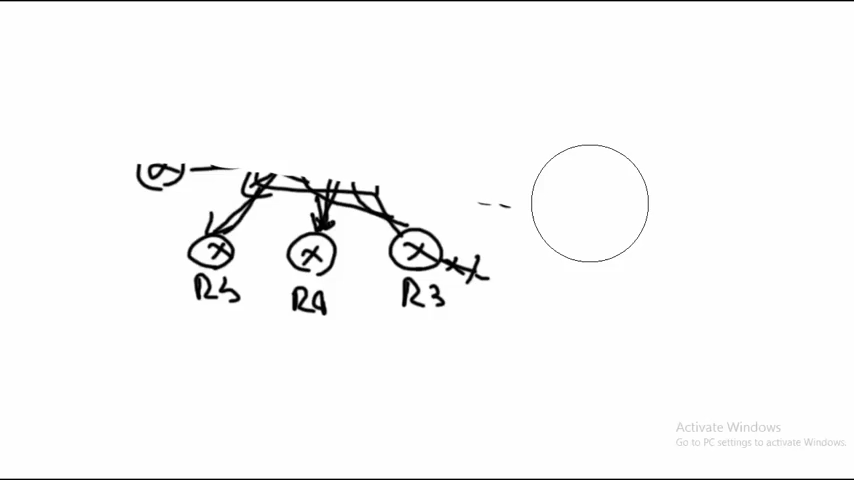 x x x
R5 R4 R3
Activate Windows
Go to PC settings to activate Windows.